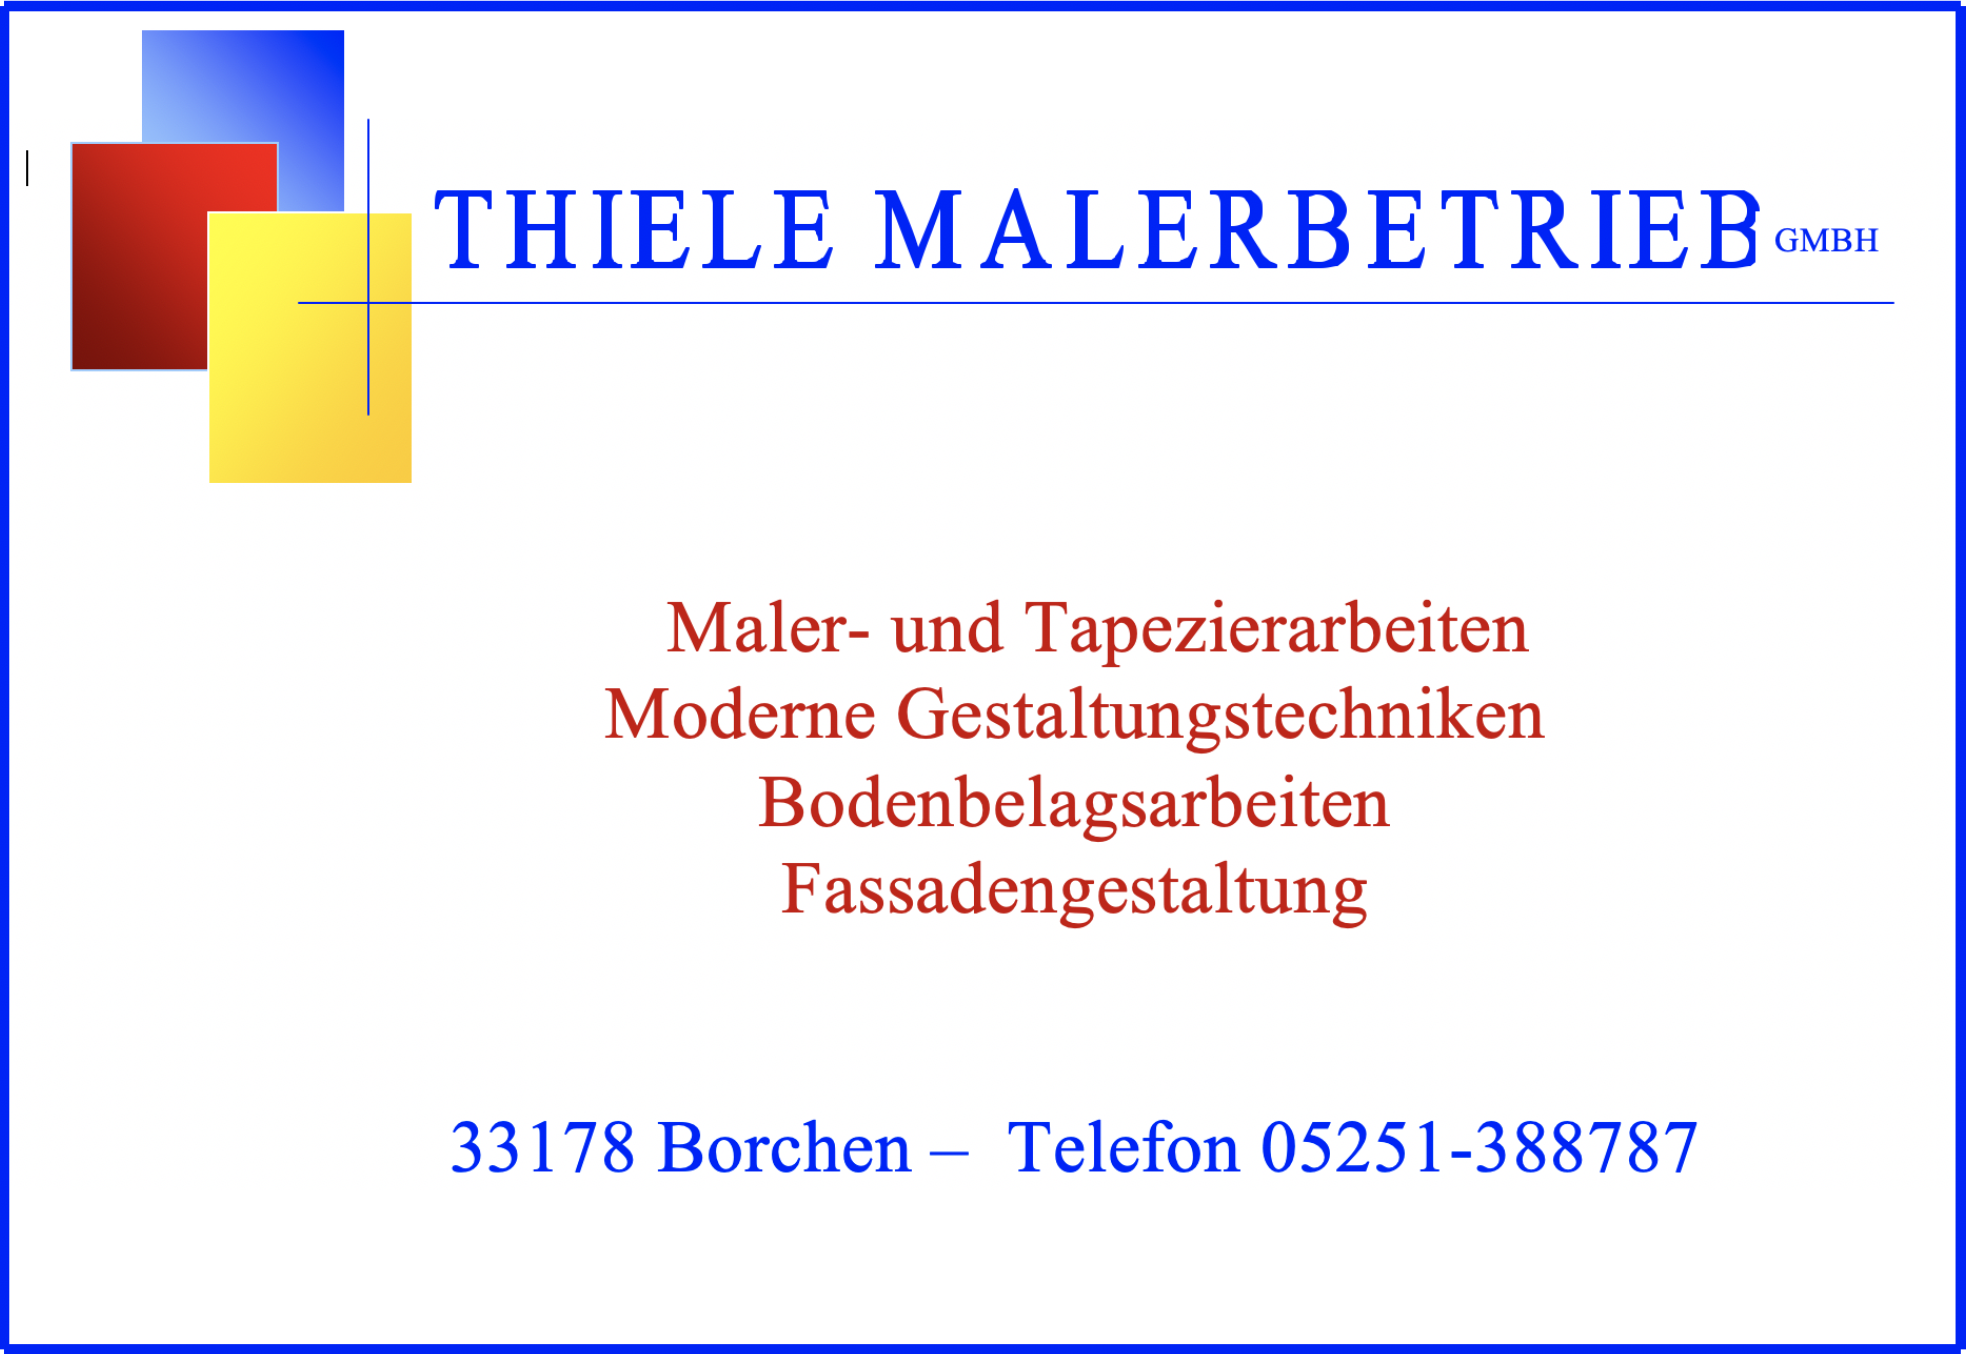 THIELE MALERBETRIEB GMBH
Maler- und Tapezierarbeiten
Moderne Gestaltungstechniken
Bodenbelagsarbeiten
Fassadengestaltung
33178 Borchen – Telefon 05251-388787